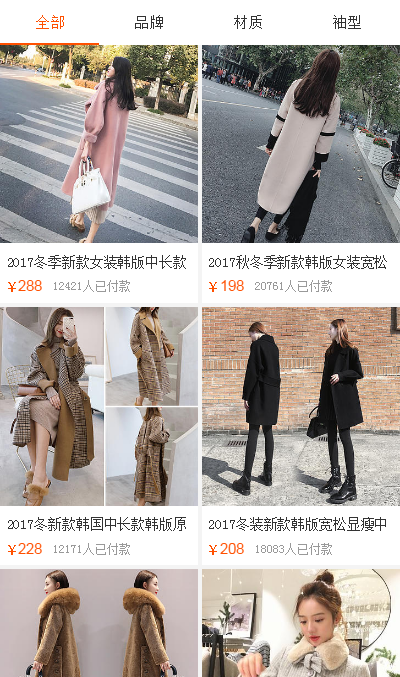 全部 品牌 材质 袖型
2017冬季新款女装韩版中长款 2017秋冬季新款韩版女装宽松
￥288 12421人已付款 ￥198 20761人已付款
2017冬新款韩国中长款韩版原 2017冬装新款韩版宽松显瘦中
￥228 12171人已付款 ￥208 18083人已付款